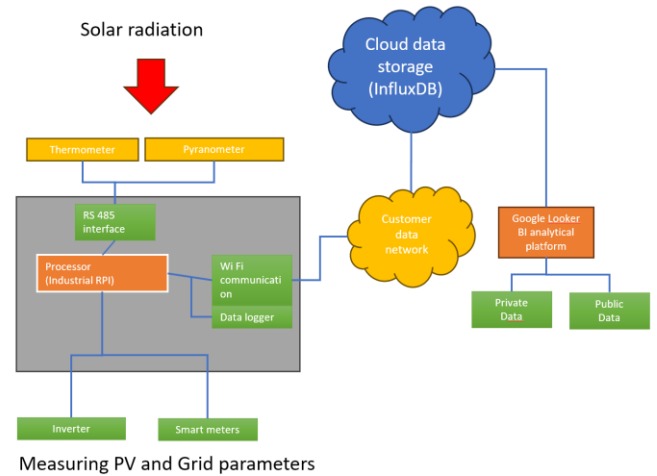 Solar radiation
Cloud data
storage
(InfluxDB)
Thermometer
Pyranometer
RS 485
interface
Processor
(Industrial RPI)
Wi Fi
communicati
on
Data logger
Customer
data
network
Google Looker
BI analytical
platform
Private
Data
Public
Data
Inverter
Smart meters
Measuring PV and Grid parameters